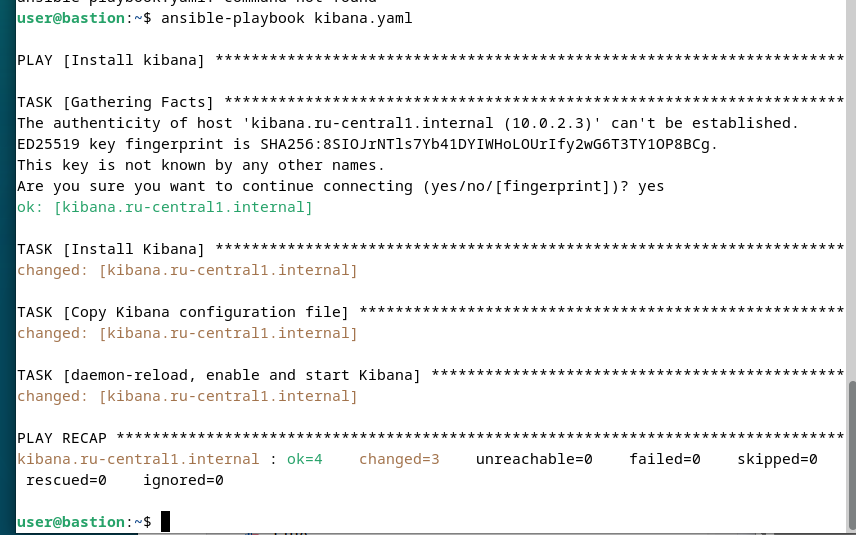 user@bastion:~$ ansible-playbook kibana.yaml
PLAY [Install kibana] **********************************************************************
TASK [Gathering Facts] *********************************************************************
The authenticity of host 'kibana.ru-central1.internal (10.0.2.3)' can't be established.
ED25519 key fingerprint is SHA256:8SIOJrNTls7Yb41DYIWHoLOUrIfy2wG6T3TY1OP8BCg.
This key is not known by any other names.
Are you sure you want to continue connecting (yes/no/[fingerprint])? yes
ok: [kibana.ru-central1.internal]
TASK [Install Kibana] **********************************************************************
changed: [kibana.ru-central1.internal]
TASK [Copy Kibana configuration file] ******************************************************
changed: [kibana.ru-central1.internal]
TASK [daemon-reload, enable and start Kibana] **********************************************
changed: [kibana.ru-central1.internal]
PLAY RECAP *********************************************************************************
kibana.ru-central1.internal : ok=4    changed=3    unreachable=0    failed=0    skipped=0
rescued=0    ignored=0
user@bastion:~$